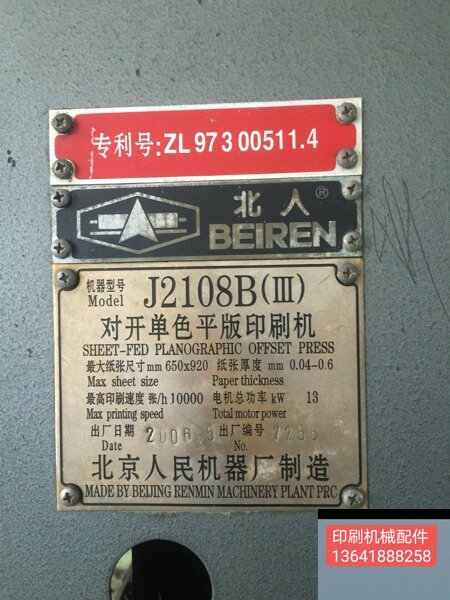 专利号:ZL 97 3 00511.4
北人®
BEIREN
机器型号 J2108B(Ⅲ)
Model
对开单色平版印刷机
SHEET-FED PLANOGRAPHIC OFFSET PRESS
最大纸张尺寸 mm 650x920 纸张厚度 mm 0.04-0.6
Max sheet size Paper thickness
最高印刷速度 张/h 10000 电机总功率 kW 13
Max printing speed Total motor power
出厂日期 2006.5 出厂编号
Date No.
北京人民机器厂制造
MADE BY BEIJING RENMIN MACHINERY PLANT PRC
印刷机械配件
13641888258